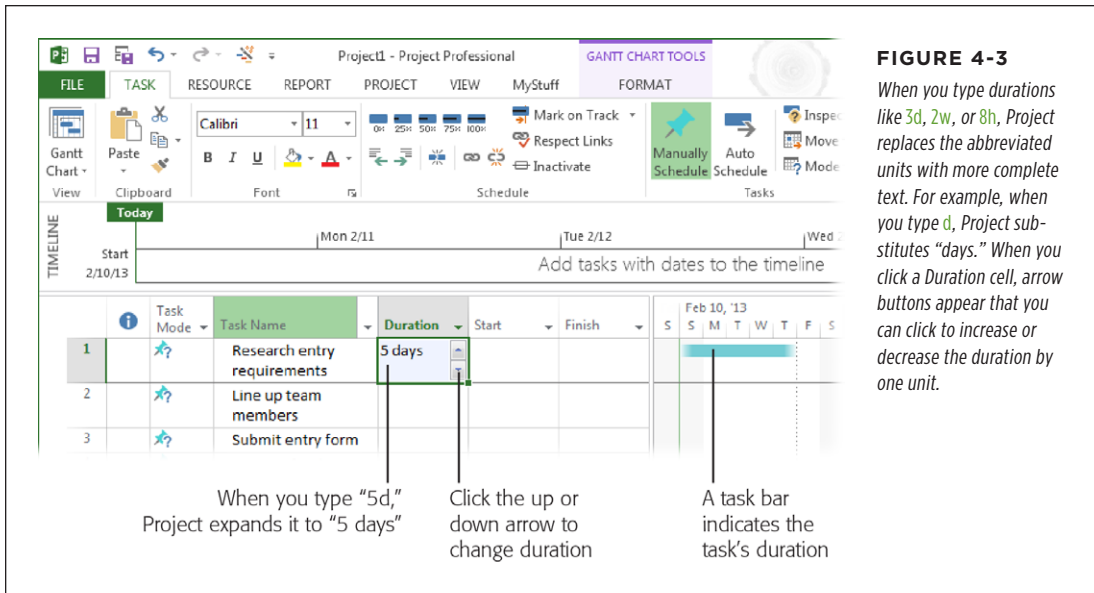 Project1 - Project Professional
GANTT CHART TOOLS
FILE TASK RESOURCE REPORT PROJECT VIEW MyStuff FORMAT
Gantt Chart
View
Paste
Clipboard
Calibri 11
B I U A
Font
0% 25% 50% 75% 100%
Mark on Track
Respect Links
Inactivate
Schedule
Manually Schedule
Auto Schedule
Move
Mode
Tasks
TIMELINE
Today
Mon 2/11 Tue 2/12 Wed
Start
2/10/13
Add tasks with dates to the timeline
Task Mode Task Name Duration Start Finish
Feb 10, '13
S S M T W T F S
1 Research entry
requirements
5 days
2 Line up team
members
3 Submit entry form
When you type “5d,”
Project expands it to “5 days”
Click the up or
down arrow to
change duration
A task bar
indicates the
task’s duration
FIGURE 4-3
When you type durations
like 3d, 2w, or 8h, Project
replaces the abbreviated
units with more complete
text. For example, when
you type d, Project sub-
stitutes “days.” When you
click a Duration cell, arrow
buttons appear that you
can click to increase or
decrease the duration by
one unit.